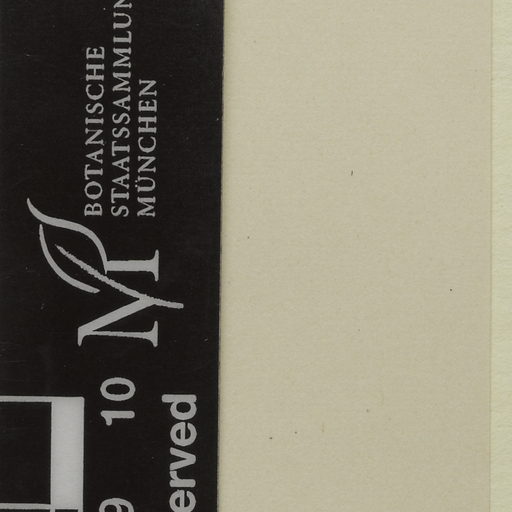 BOTANISCHE
STAATSSAMMLUN
MÜNCHEN
M
9 10
erved